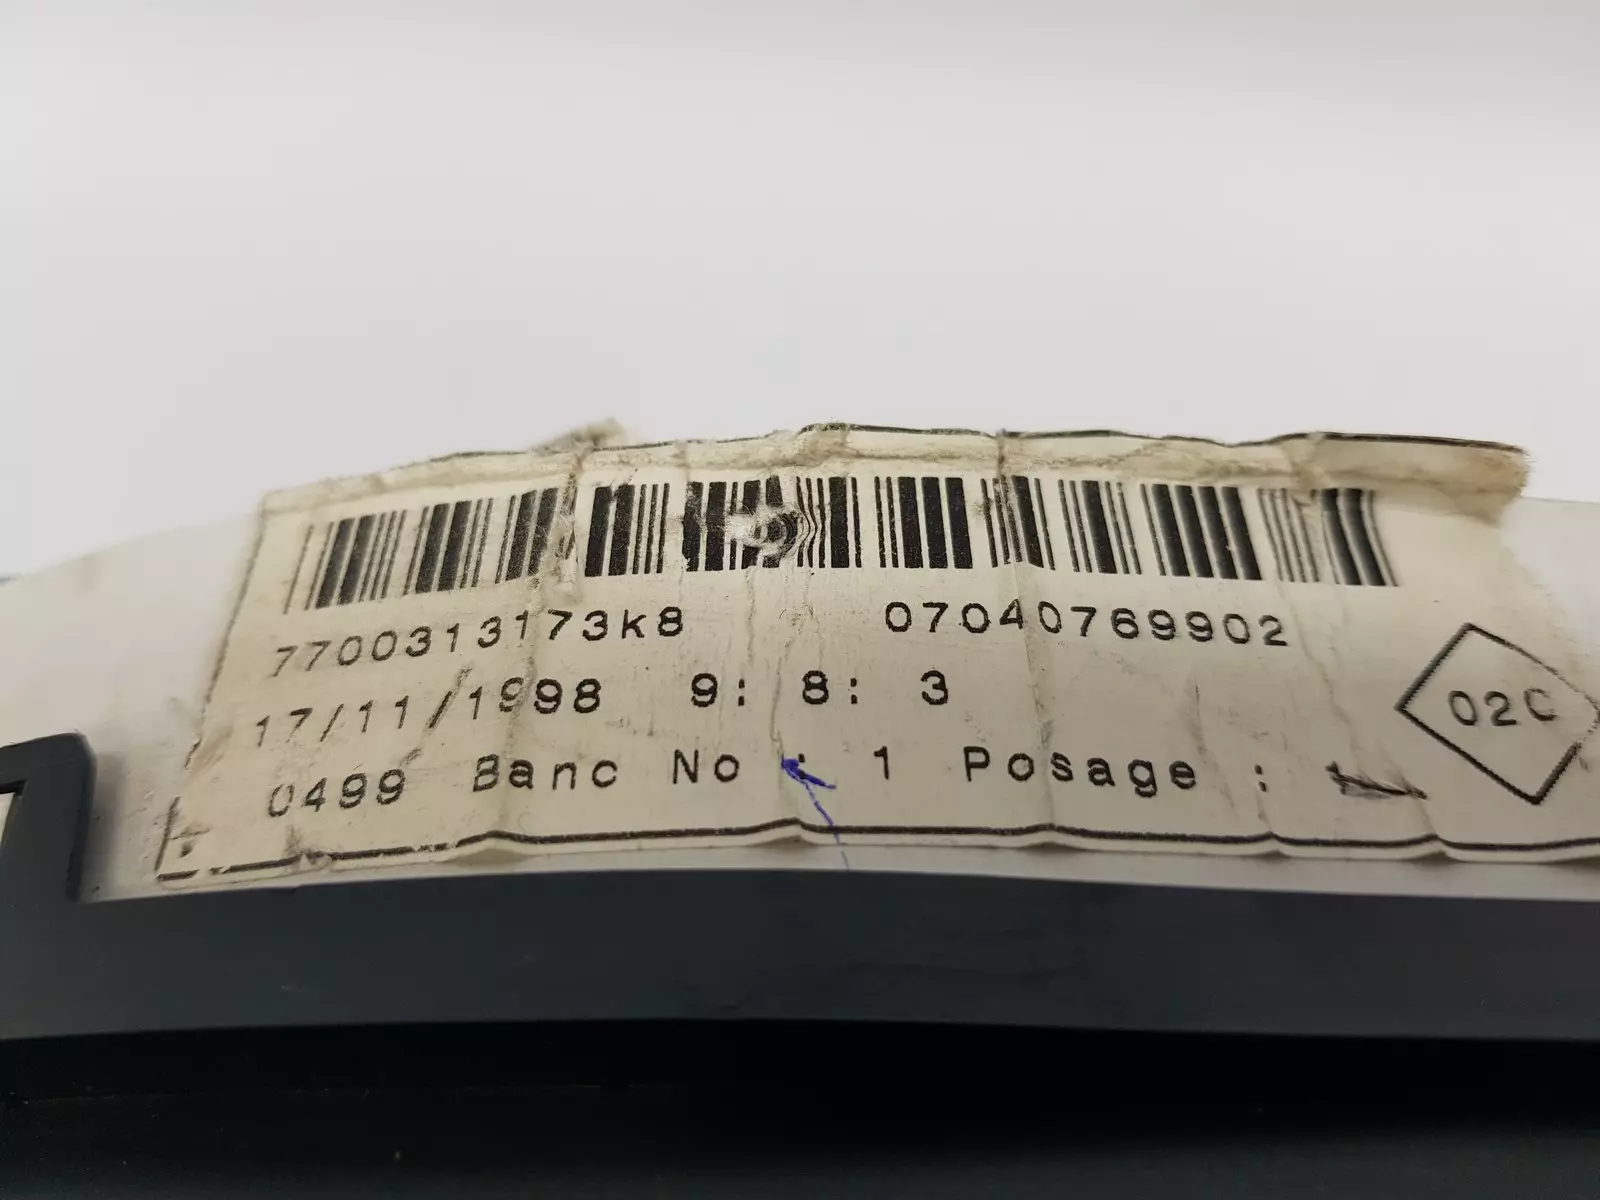 7700313173k8 07040769902
17/11/1998 9: 8: 3
02C
0499 Banc No : 1 Posage :